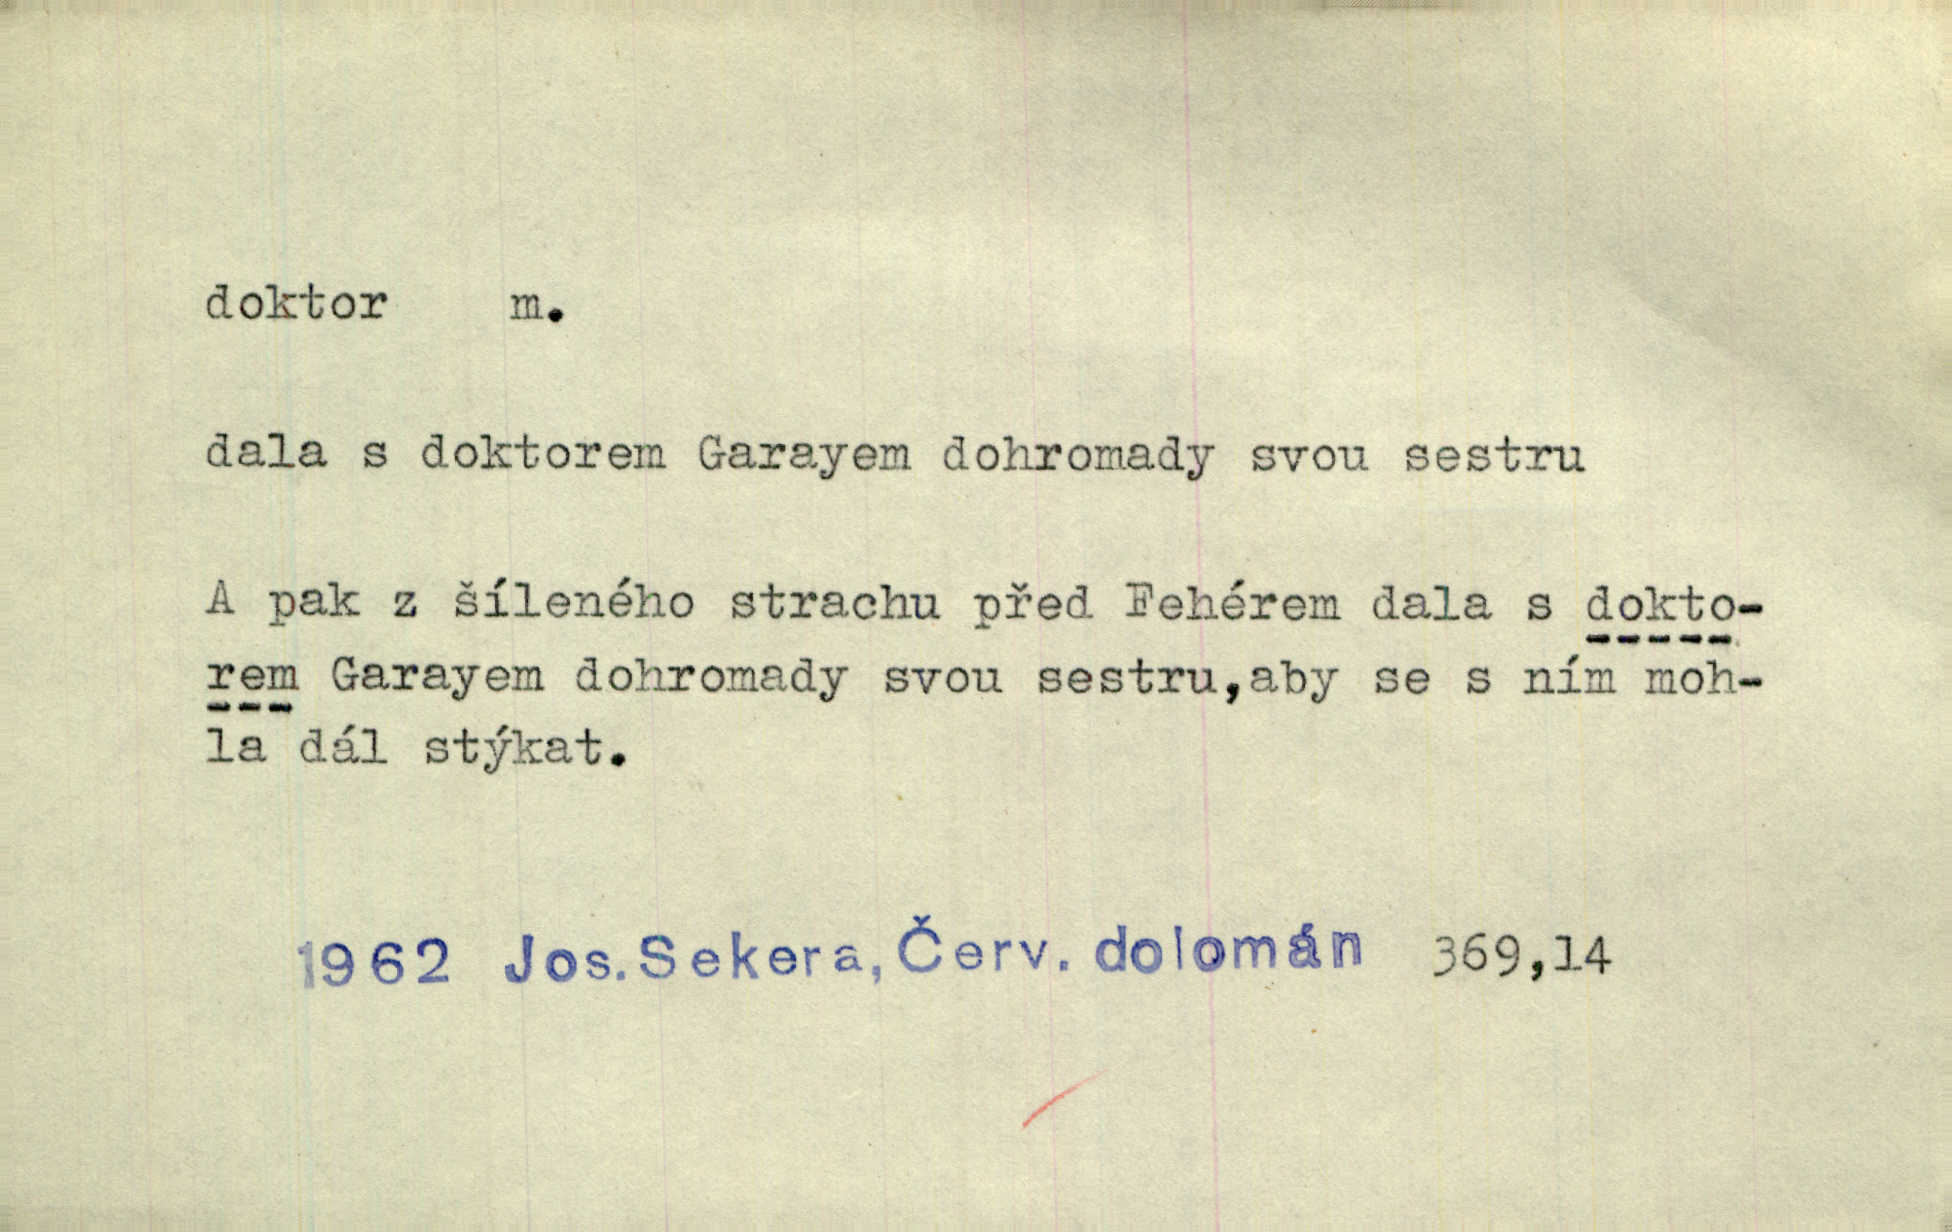 doktor m.
dala s doktorem Garayem dohromady svou sestru
A pak z šíleného strachu před Fehérem dala s dokto-
rem Garayem dohromady svou sestru,aby se s ním moh-
la dál stýkat.
1962 Jos.Sekera,Červ. dolomán 369,14